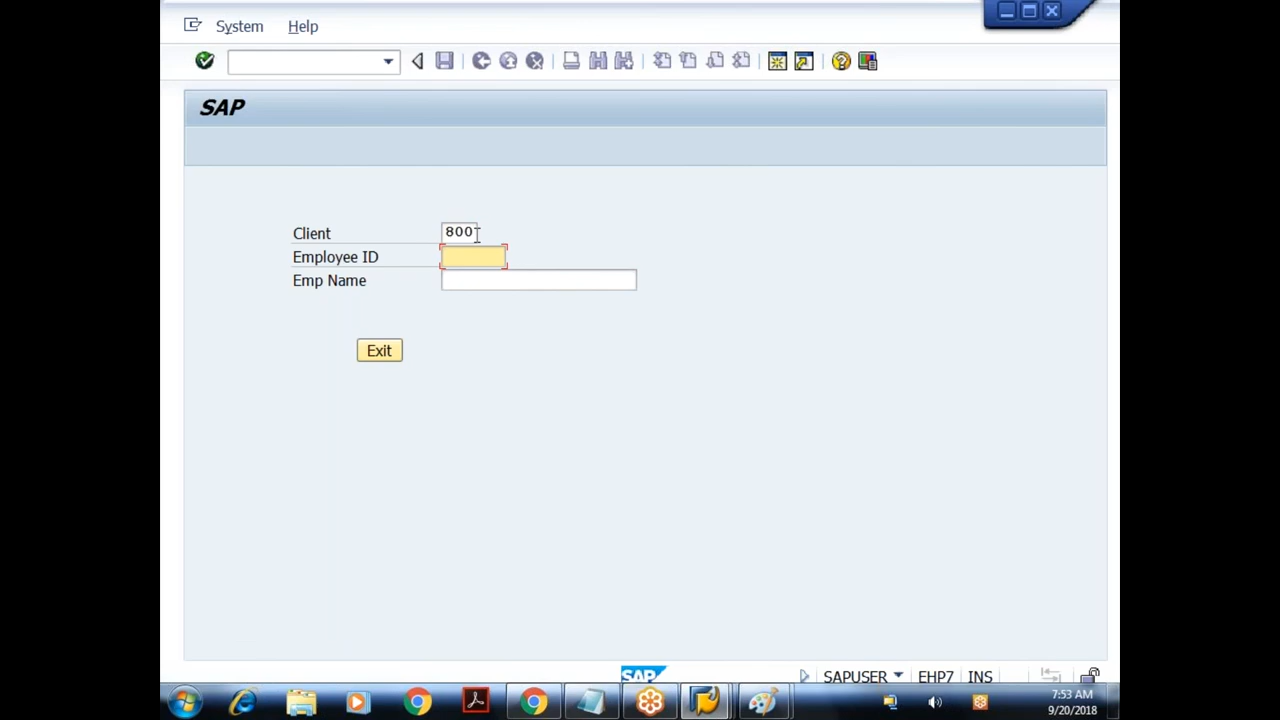 System Help
SAP
Client 800
Employee ID
Emp Name
Exit
SAP SAPUSER EHP7 INS
7:53 AM
9/20/2018